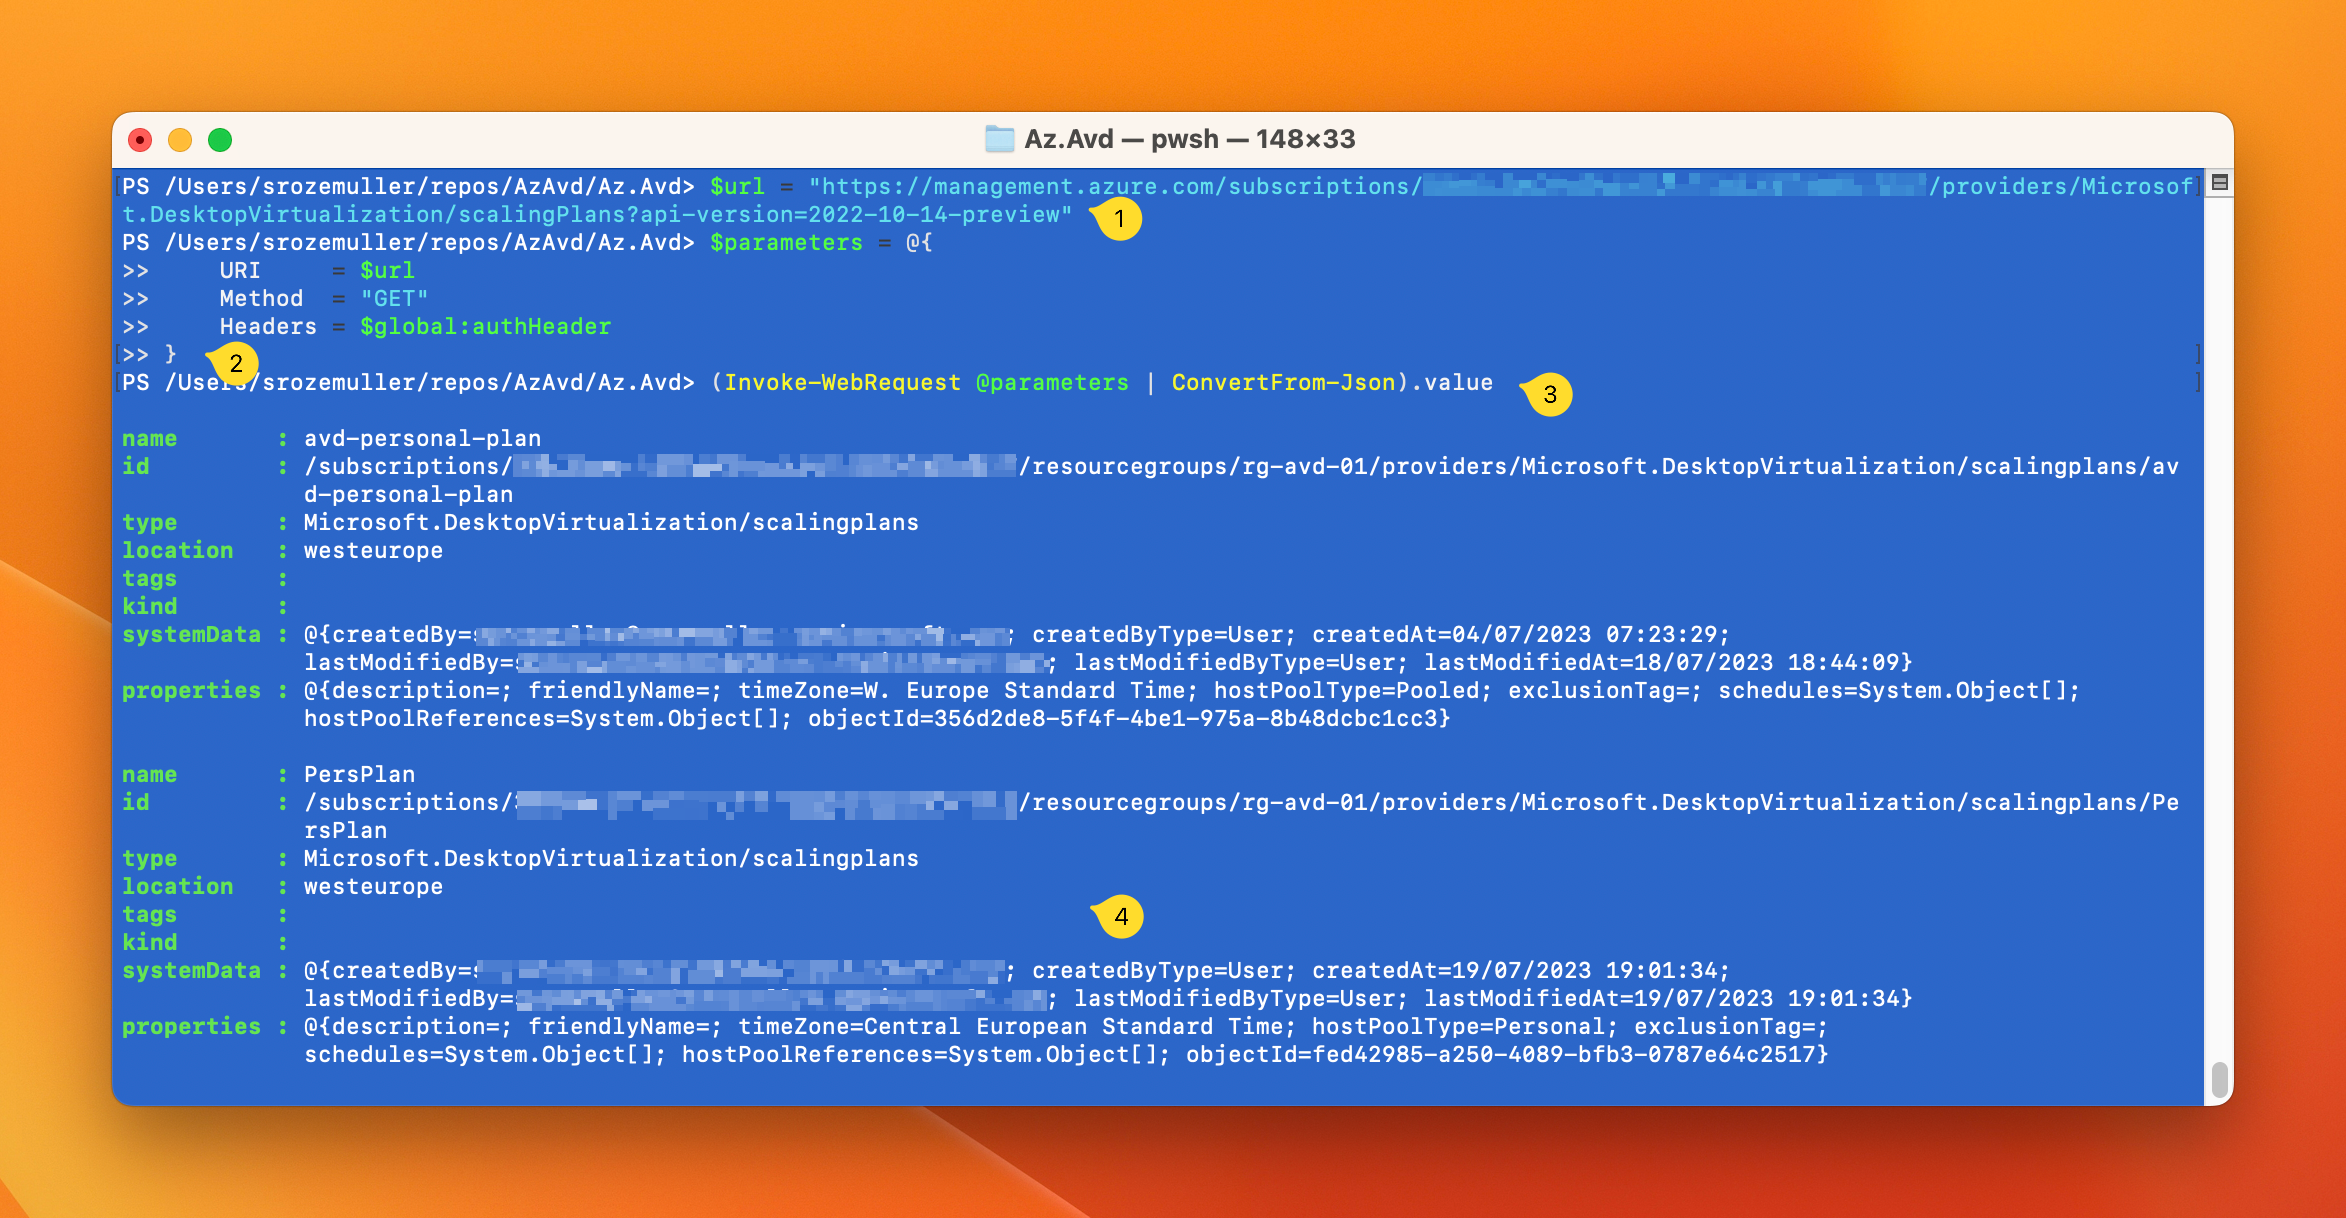 Az.Avd — pwsh — 148×33
PS /Users/srozemuller/repos/AzAvd/Az.Avd> $url = "https://management.azure.com/subscriptions/ /providers/Microsof
t.DesktopVirtualization/scalingPlans?api-version=2022-10-14-preview"
1
PS /Users/srozemuller/repos/AzAvd/Az.Avd> $parameters = @{
>>     URI     = $url
>>     Method  = "GET"
>>     Headers = $global:authHeader
>> }
2
PS /Users/srozemuller/repos/AzAvd/Az.Avd> (Invoke-WebRequest @parameters | ConvertFrom-Json).value
3
name       : avd-personal-plan
id         : /subscriptions/ /resourcegroups/rg-avd-01/providers/Microsoft.DesktopVirtualization/scalingplans/av
d-personal-plan
type       : Microsoft.DesktopVirtualization/scalingplans
location   : westeurope
tags       :
kind       :
systemData : @{createdBy= ; createdByType=User; createdAt=04/07/2023 07:23:29;
lastModifiedBy= ; lastModifiedByType=User; lastModifiedAt=18/07/2023 18:44:09}
properties : @{description=; friendlyName=; timeZone=W. Europe Standard Time; hostPoolType=Pooled; exclusionTag=; schedules=System.Object[];
hostPoolReferences=System.Object[]; objectId=356d2de8-5f4f-4be1-975a-8b48dcbc1cc3}
name       : PersPlan
id         : /subscriptions/ /resourcegroups/rg-avd-01/providers/Microsoft.DesktopVirtualization/scalingplans/Pe
rsPlan
type       : Microsoft.DesktopVirtualization/scalingplans
location   : westeurope
tags       :
4
kind       :
systemData : @{createdBy= ; createdByType=User; createdAt=19/07/2023 19:01:34;
lastModifiedBy= ; lastModifiedByType=User; lastModifiedAt=19/07/2023 19:01:34}
properties : @{description=; friendlyName=; timeZone=Central European Standard Time; hostPoolType=Personal; exclusionTag=;
schedules=System.Object[]; hostPoolReferences=System.Object[]; objectId=fed42985-a250-4089-bfb3-0787e64c2517}